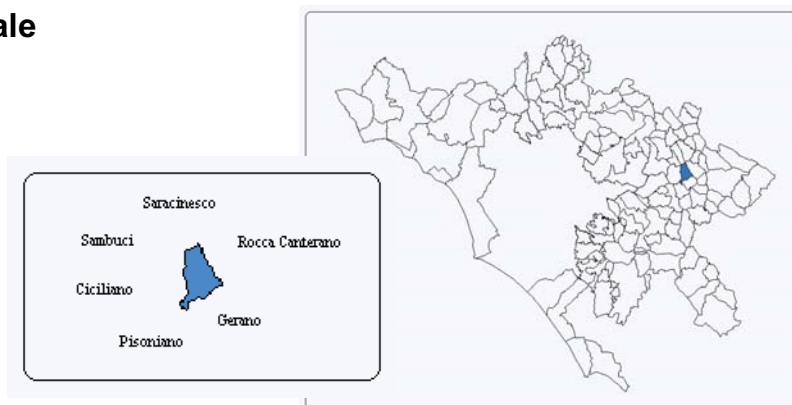 ale
Saracinesco
Sambuci
Rocca Canterano
Ciciliano
Gerano
Pisoniano